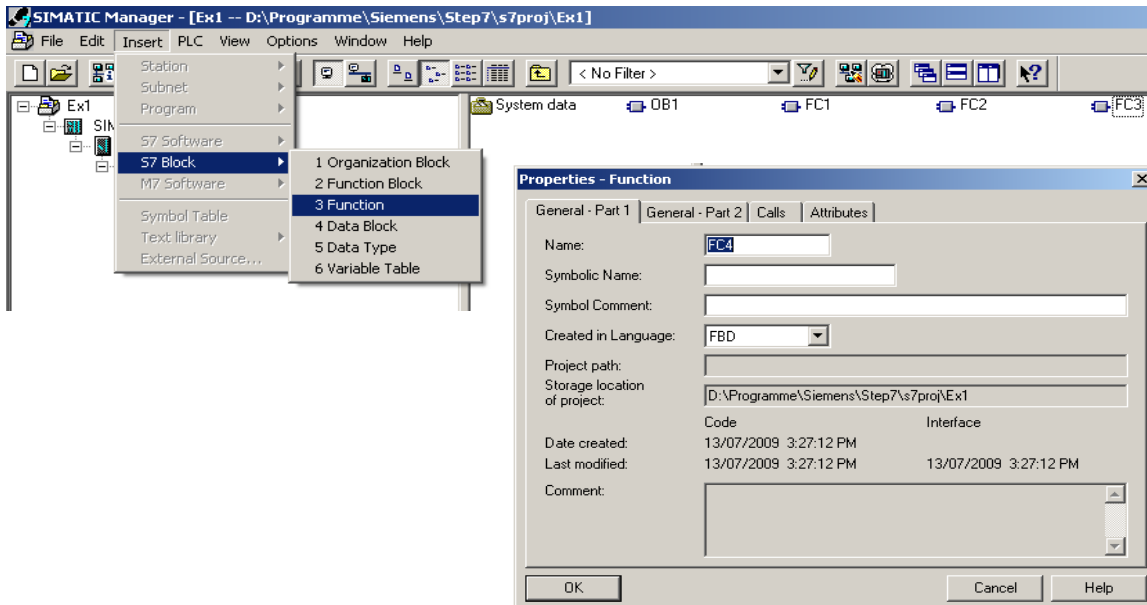 SIMATIC Manager - [Ex1 -- D:\Programme\Siemens\Step7\s7proj\Ex1]
File Edit Insert PLC View Options Window Help
< No Filter >
Station
Subnet
Program
S7 Software
S7 Block
M7 Software
Symbol Table
Text library
External Source...
1 Organization Block
2 Function Block
3 Function
4 Data Block
5 Data Type
6 Variable Table
Ex1
SIM
System data OB1 FC1 FC2 FC3
Properties - Function
General - Part 1 General - Part 2 Calls Attributes
Name: FC4
Symbolic Name:
Symbol Comment:
Created in Language: FBD
Project path:
Storage location
of project: D:\Programme\Siemens\Step7\s7proj\Ex1
Code Interface
Date created: 13/07/2009 3:27:12 PM
Last modified: 13/07/2009 3:27:12 PM 13/07/2009 3:27:12 PM
Comment:
OK Cancel Help